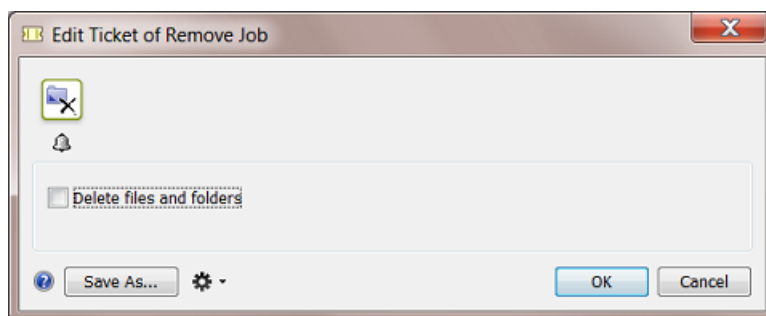 Edit Ticket of Remove Job
Delete files and folders
Save As...
OK
Cancel